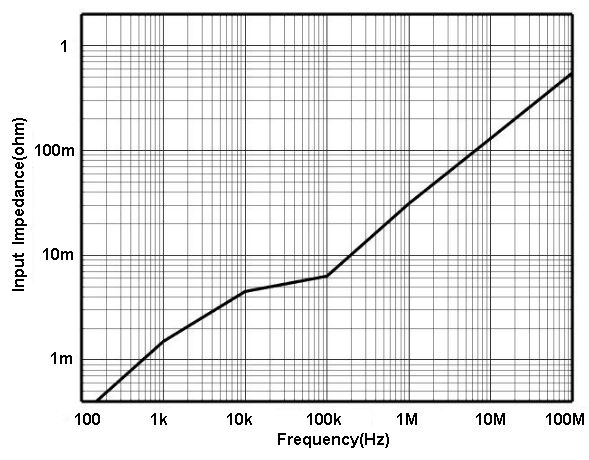 Input Impedance(ohm)
1
100m
10m
1m
100 1k 10k 100k 1M 10M 100M
Frequency(Hz)